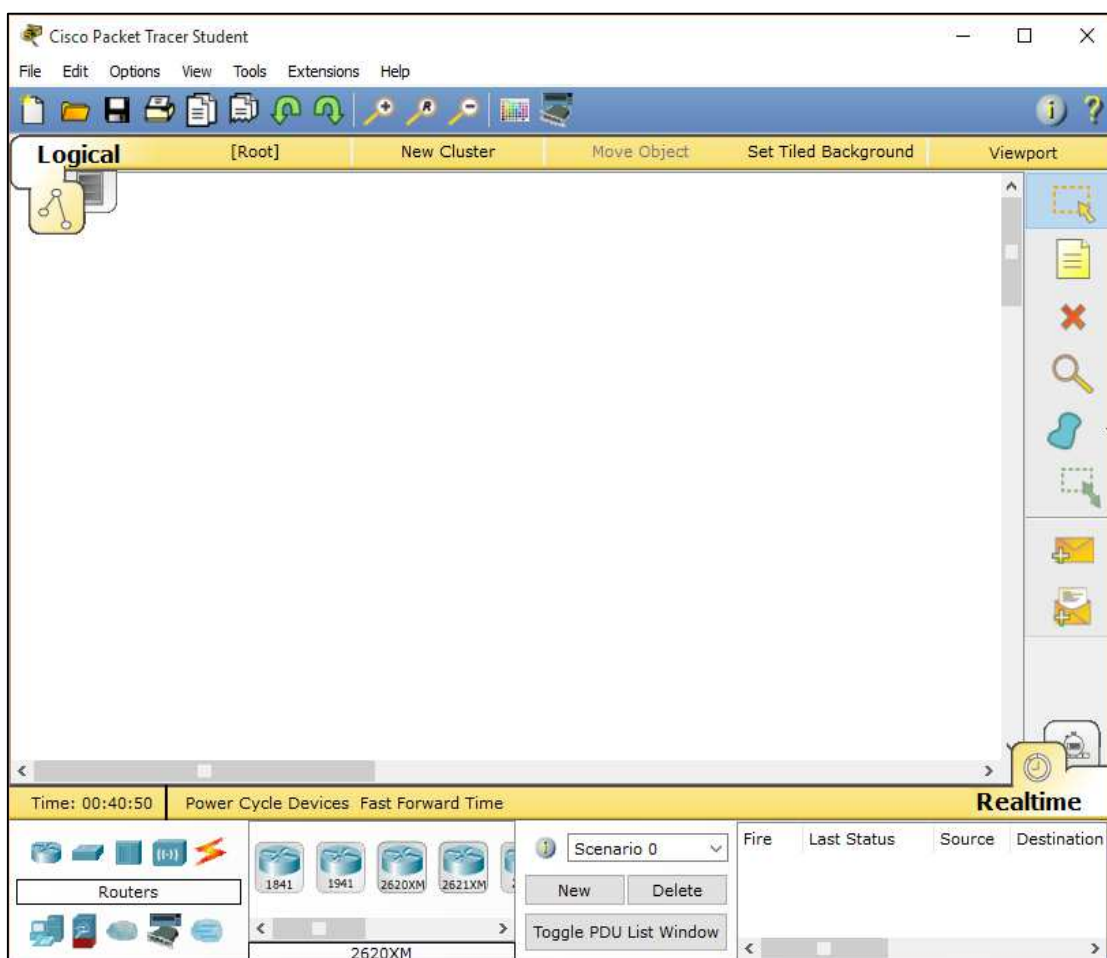 Cisco Packet Tracer Student
File Edit Options View Tools Extensions Help
Logical [Root] New Cluster Move Object Set Tiled Background Viewport
Time: 00:40:50 Power Cycle Devices Fast Forward Time Realtime
Fire Last Status Source Destination
Scenario 0
1841 1941 2620XM 2621XM
Routers
New Delete
Toggle PDU List Window
2620XM